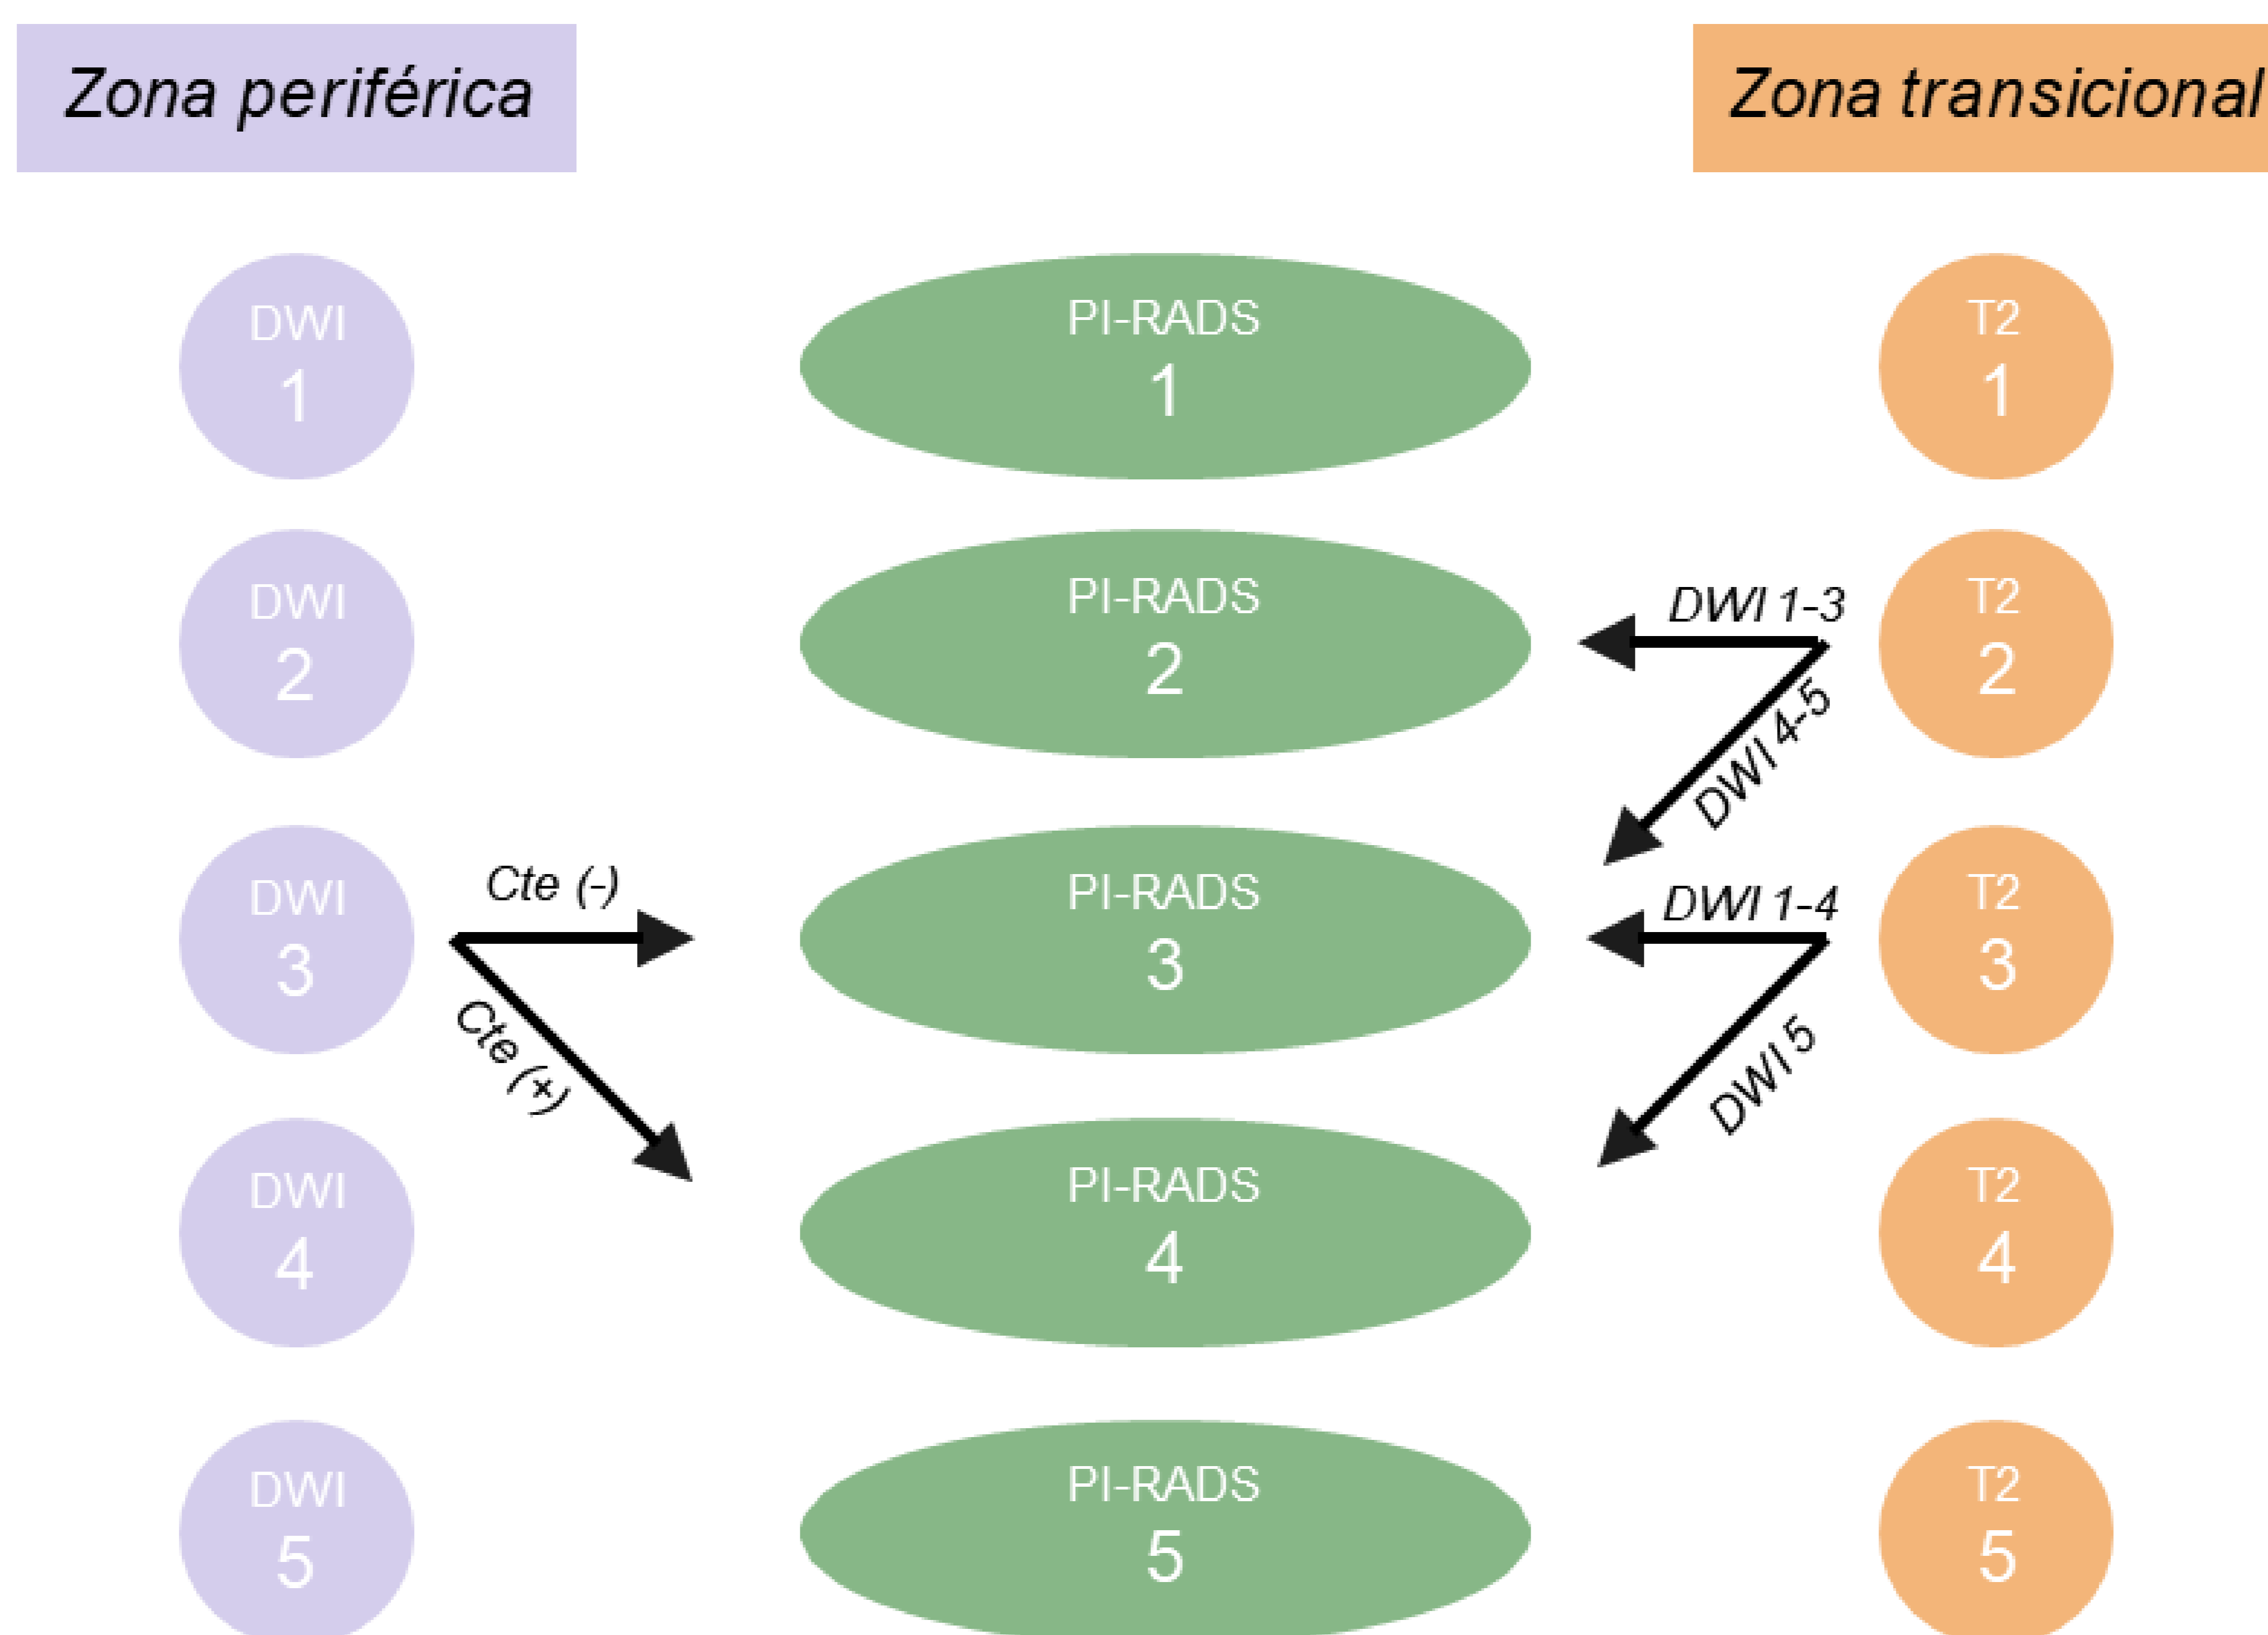 Zona periférica
Zona transicional
DWI
1
PI-RADS
1
T2
1
DWI
2
PI-RADS
2
DWI 1-3
DWI 4-5
T2
2
DWI
3
Cte (-)
Cte (+)
PI-RADS
3
DWI 1-4
DWI 5
T2
3
DWI
4
PI-RADS
4
T2
4
DWI
5
PI-RADS
5
T2
5